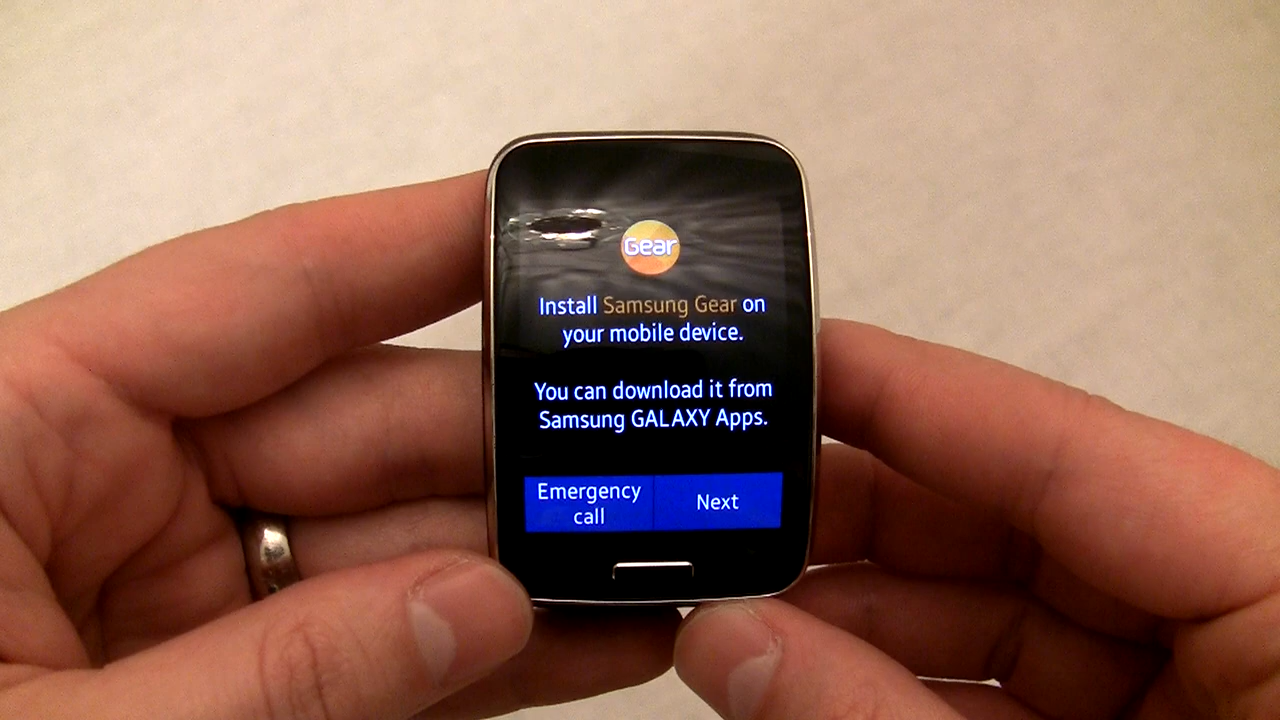 Gear
Install Samsung Gear on
your mobile device.
You can download it from
Samsung GALAXY Apps.
Emergency
call
Next